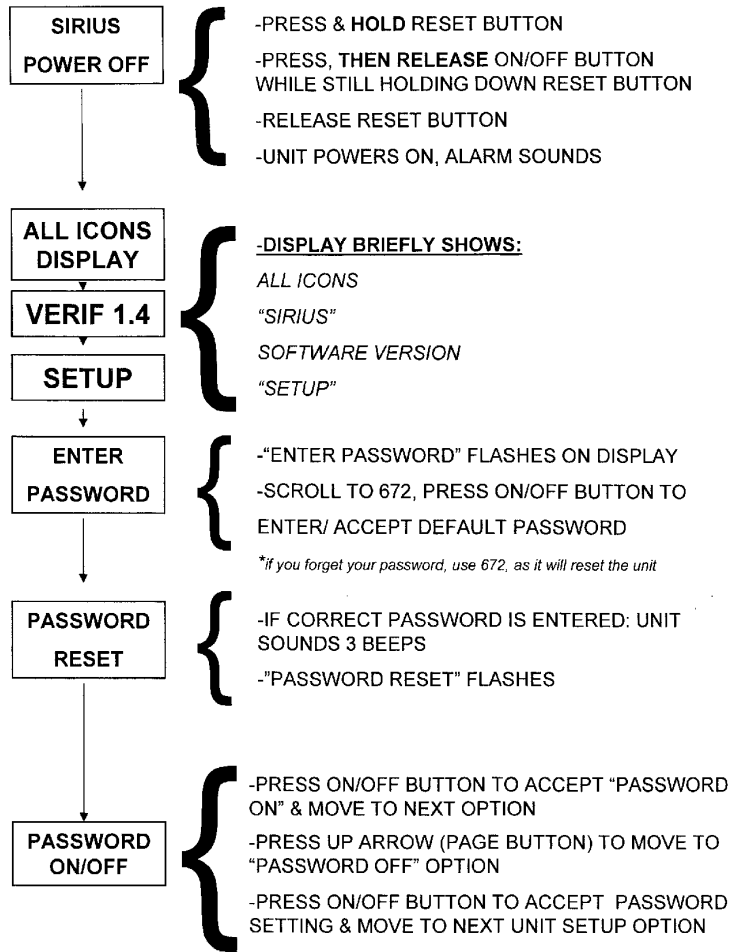 SIRIUS
POWER OFF
-PRESS & HOLD RESET BUTTON
-PRESS, THEN RELEASE ON/OFF BUTTON
WHILE STILL HOLDING DOWN RESET BUTTON
-RELEASE RESET BUTTON
-UNIT POWERS ON, ALARM SOUNDS
ALL ICONS
DISPLAY
VERIF 1.4
SETUP
-DISPLAY BRIEFLY SHOWS:
ALL ICONS
"SIRIUS"
SOFTWARE VERSION
"SETUP"
ENTER
PASSWORD
-"ENTER PASSWORD" FLASHES ON DISPLAY
-SCROLL TO 672, PRESS ON/OFF BUTTON TO
ENTER/ ACCEPT DEFAULT PASSWORD
*if you forget your password, use 672, as it will reset the unit
PASSWORD
RESET
-IF CORRECT PASSWORD IS ENTERED: UNIT
SOUNDS 3 BEEPS
-"PASSWORD RESET" FLASHES
PASSWORD
ON/OFF
-PRESS ON/OFF BUTTON TO ACCEPT "PASSWORD
ON" & MOVE TO NEXT OPTION
-PRESS UP ARROW (PAGE BUTTON) TO MOVE TO
"PASSWORD OFF" OPTION
-PRESS ON/OFF BUTTON TO ACCEPT PASSWORD
SETTING & MOVE TO NEXT UNIT SETUP OPTION